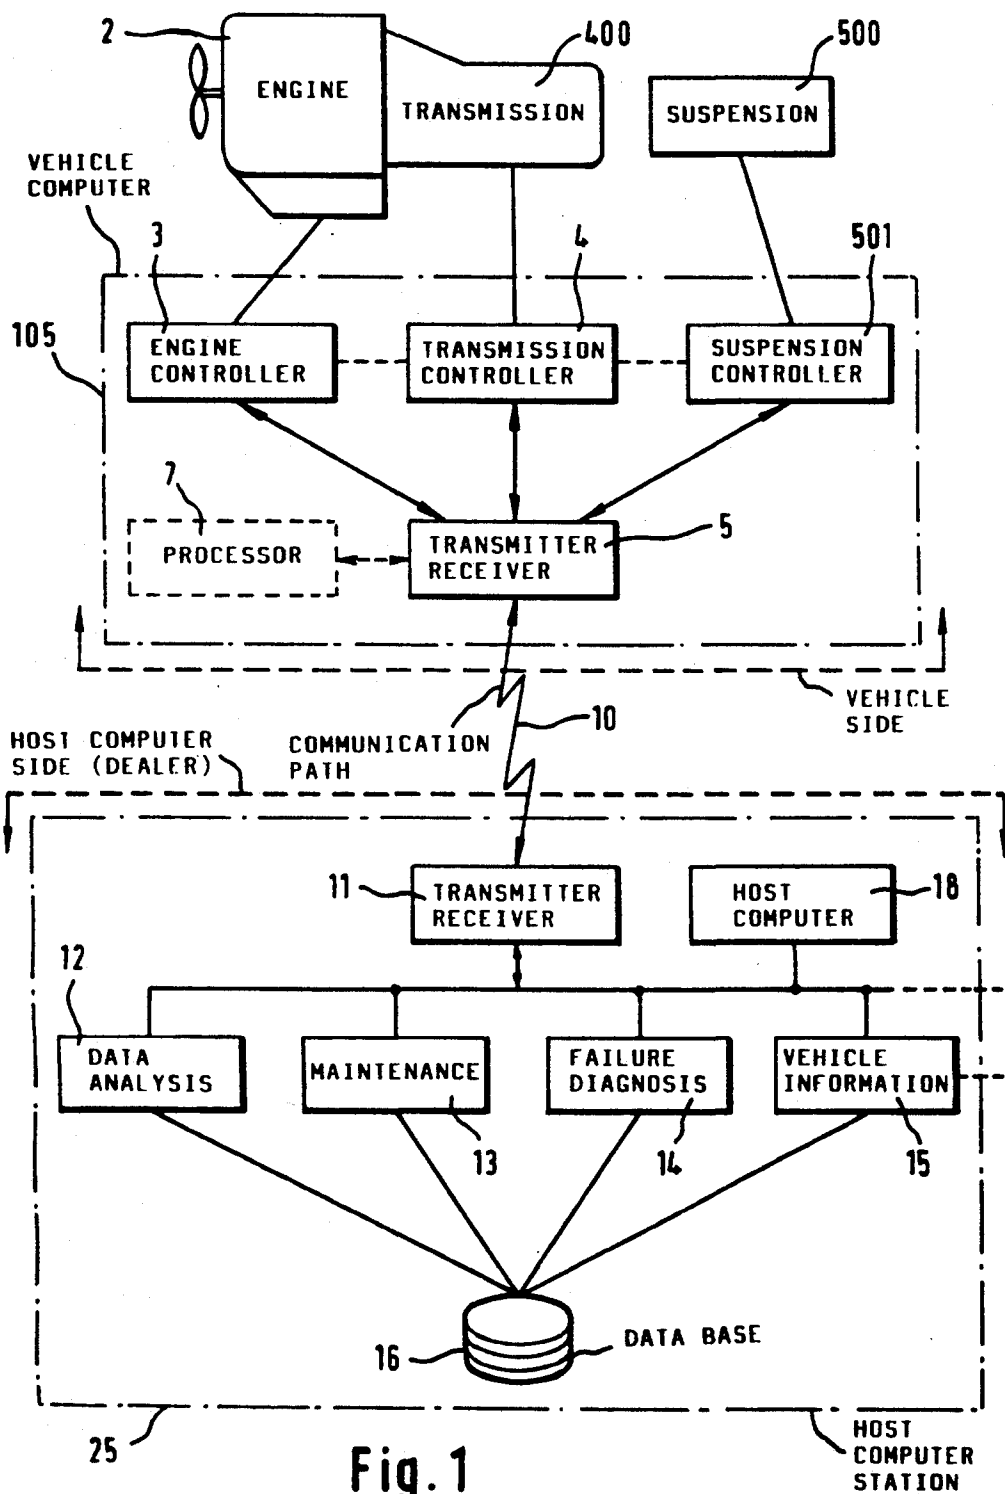 2
400
500
ENGINE
TRANSMISSION
SUSPENSION
VEHICLE
COMPUTER
3
4
501
105
ENGINE
CONTROLLER
TRANSMISSION
CONTROLLER
SUSPENSION
CONTROLLER
7
PROCESSOR
TRANSMITTER
RECEIVER
5
VEHICLE
SIDE
10
COMMUNICATION
PATH
HOST COMPUTER
SIDE (DEALER)
11
TRANSMITTER
RECEIVER
HOST
COMPUTER
18
12
DATA
ANALYSIS
MAINTENANCE
FAILURE
DIAGNOSIS
VEHICLE
INFORMATION
13
14
15
16
DATA BASE
25
HOST
COMPUTER
STATION
Fig. 1